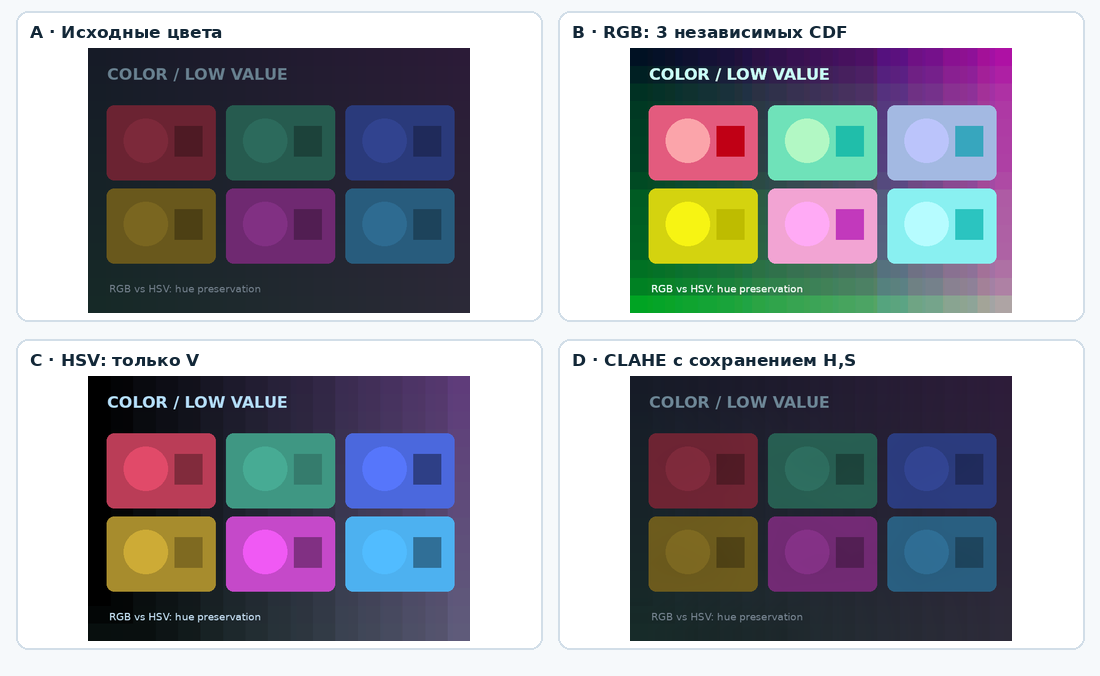 A · Исходные цвета
COLOR / LOW VALUE
RGB vs HSV: hue preservation
B · RGB: 3 независимых CDF
COLOR / LOW VALUE
RGB vs HSV: hue preservation
C · HSV: только V
COLOR / LOW VALUE
RGB vs HSV: hue preservation
D · CLAHE с сохранением H,S
COLOR / LOW VALUE
RGB vs HSV: hue preservation